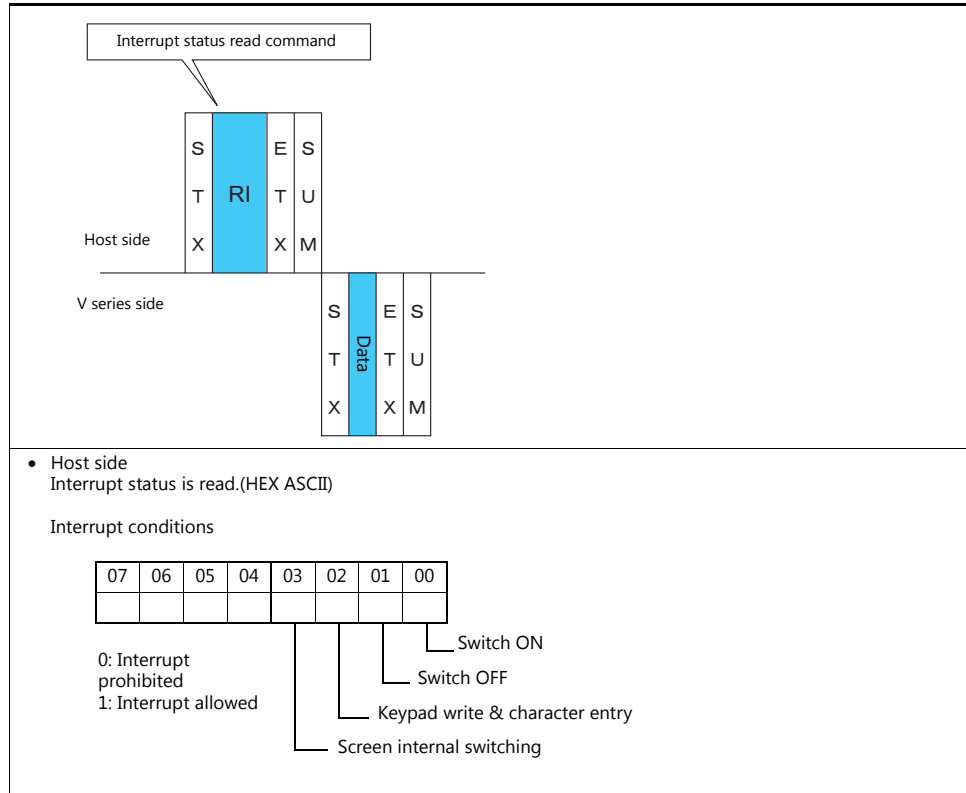 Interrupt status read command
S T X
RI
E T X
S U M
Host side
V series side
S T X
Data
E T X
S U M
• Host side
Interrupt status is read.(HEX ASCII)
Interrupt conditions
07 06 05 04 03 02 01 00
0: Interrupt
prohibited
1: Interrupt allowed
Switch ON
Switch OFF
Keypad write & character entry
Screen internal switching